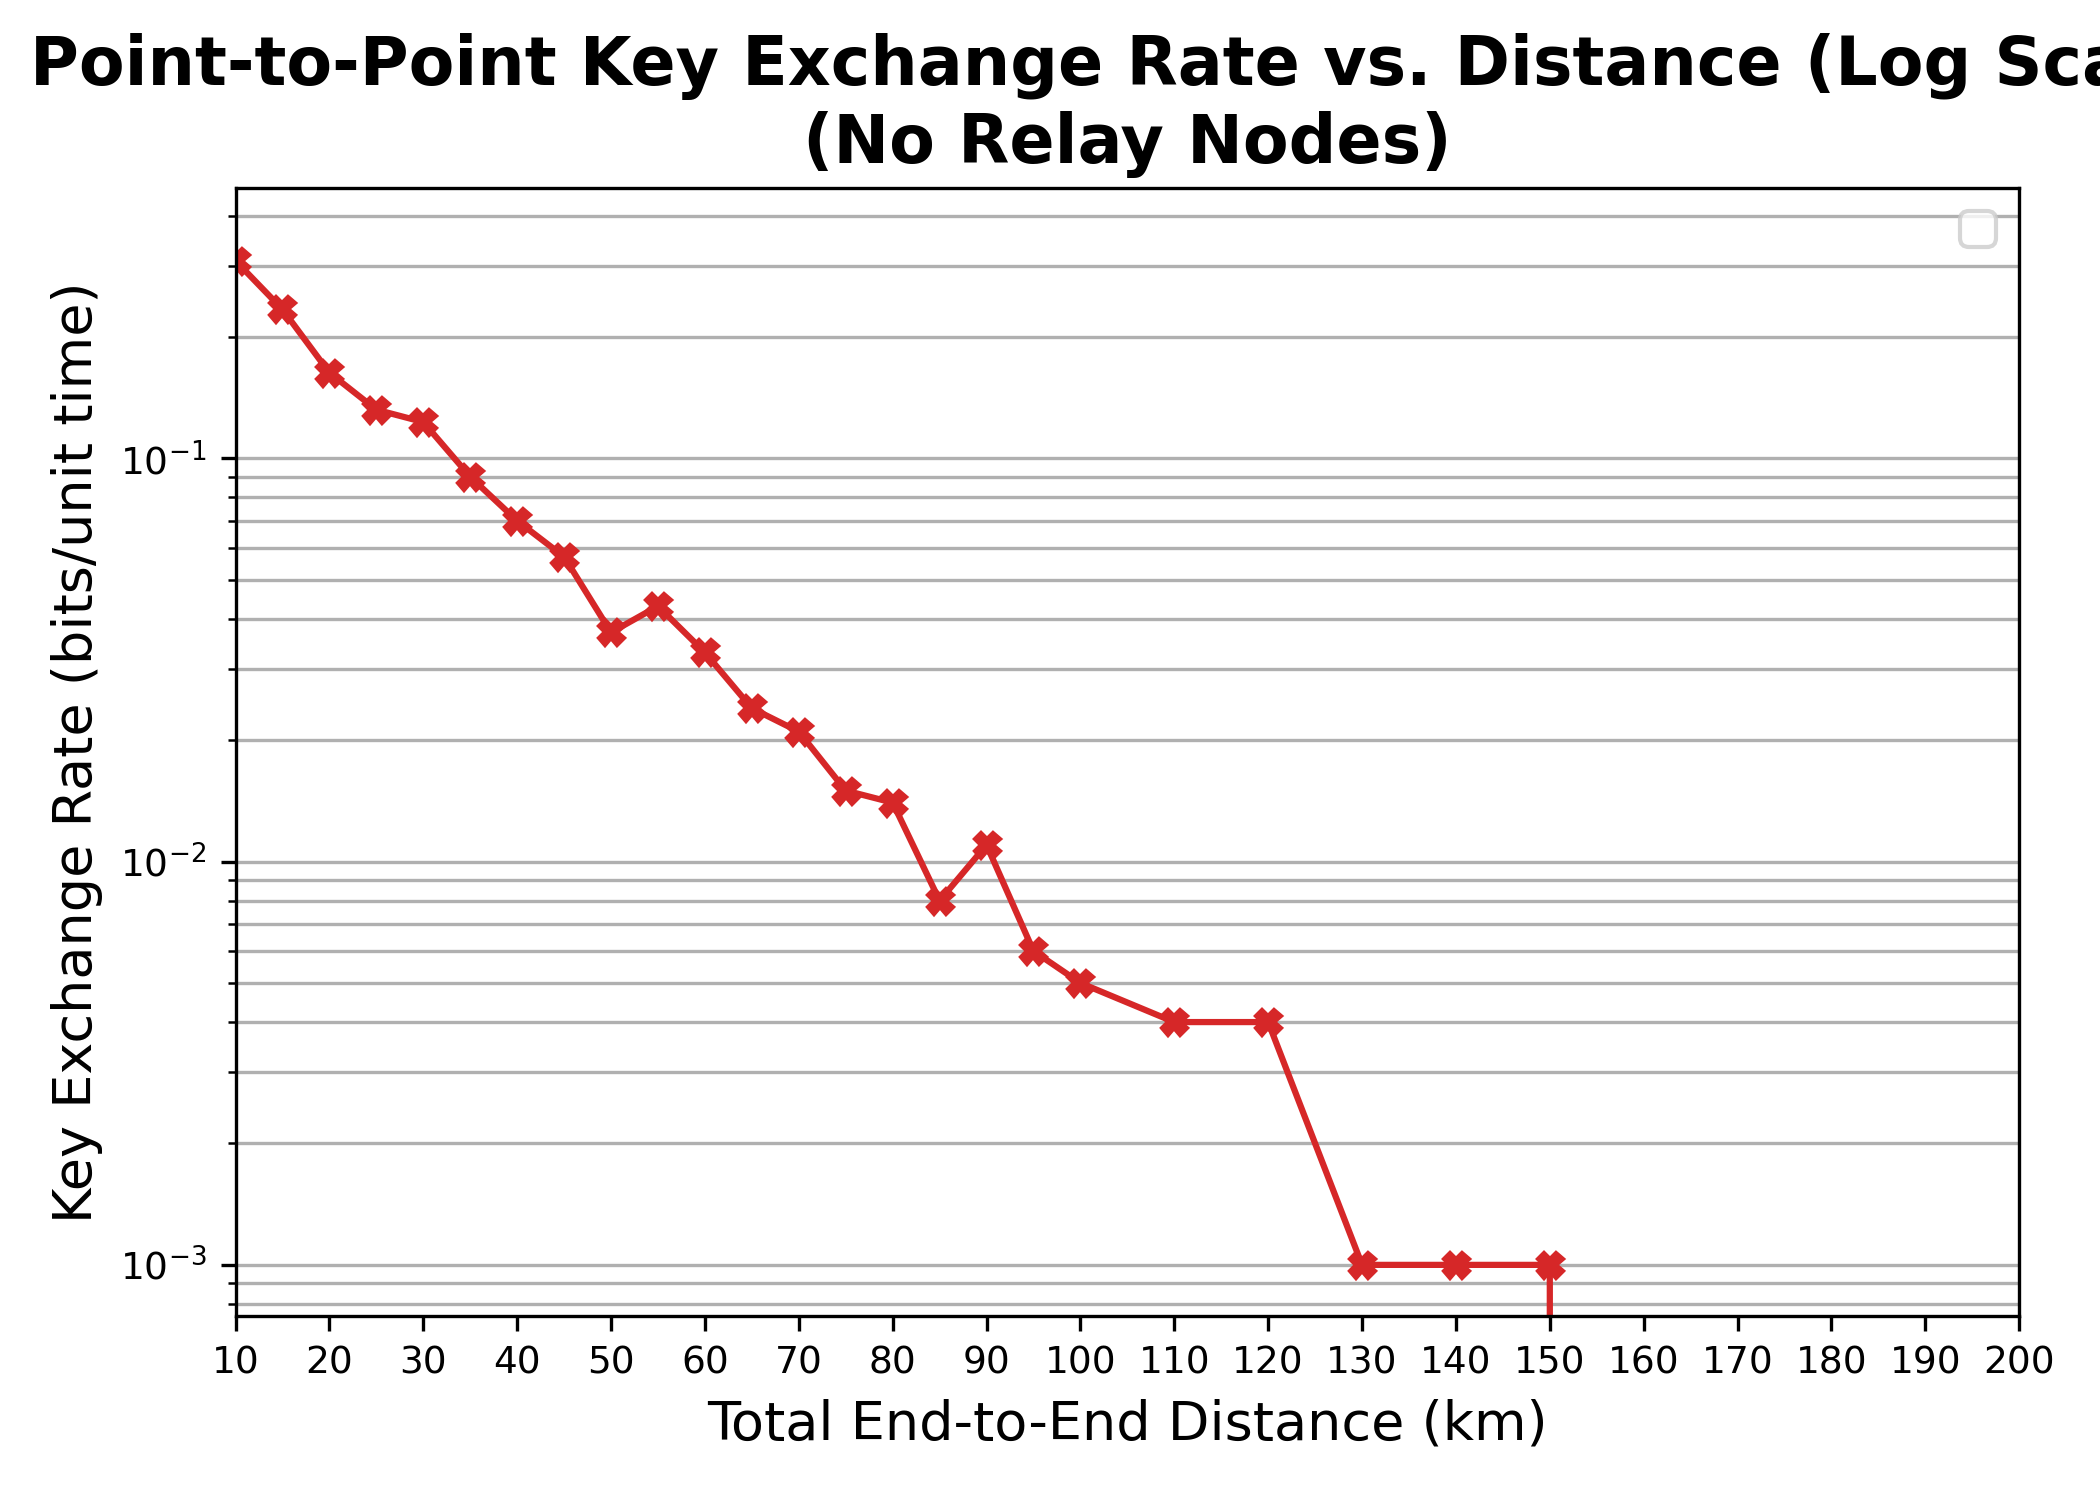 Point-to-Point Key Exchange Rate vs. Distance (Log Sca
(No Relay Nodes)
Key Exchange Rate (bits/unit time)
10⁻¹
10⁻²
10⁻³
10 20 30 40 50 60 70 80 90 100 110 120 130 140 150 160 170 180 190 200
Total End-to-End Distance (km)